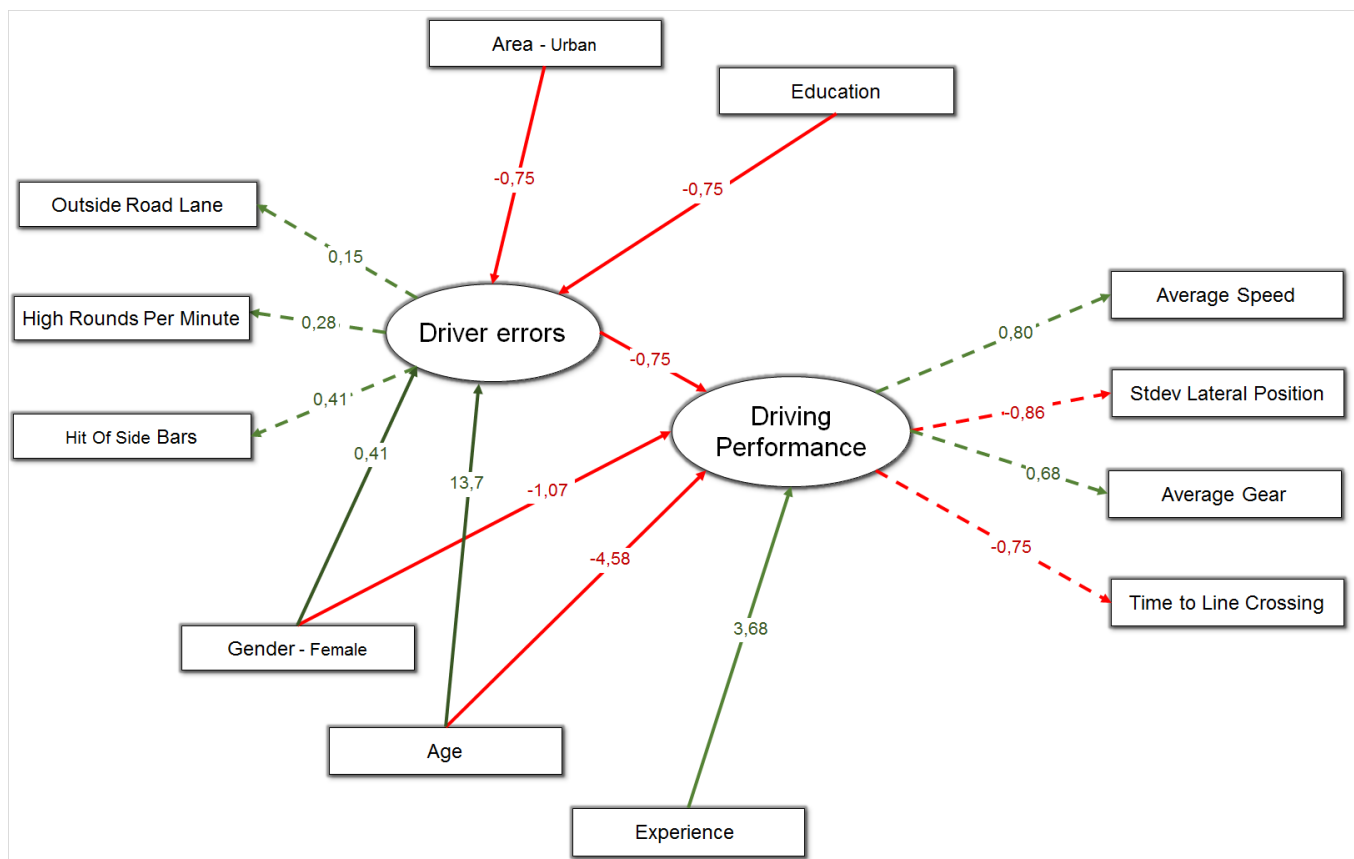 Area - Urban
Education
-0,75
-0,75
Outside Road Lane
0,15
High Rounds Per Minute
0,28
Driver errors
Average Speed
0,80
-0,75
Hit Of Side Bars
0,41
Driving
Performance
Stdev Lateral Position
-0,86
0,41
13,7
-1,07
0,68
Average Gear
-4,58
-0,75
Time to Line Crossing
3,68
Gender - Female
Age
Experience